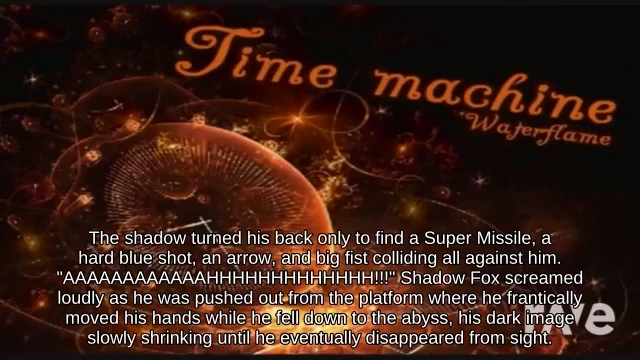 Time machine
Waterflame
The shadow turned his back only to find a Super Missile, a
hard blue shot, an arrow, and big fist colliding all against him.
"AAAAAAAAAAAAHHHHHHHHHHHHH!!!" Shadow Fox screamed
loudly as he was pushed out from the platform where he frantically
moved his hands while he fell down to the abyss, his dark image
slowly shrinking until he eventually disappeared from sight.